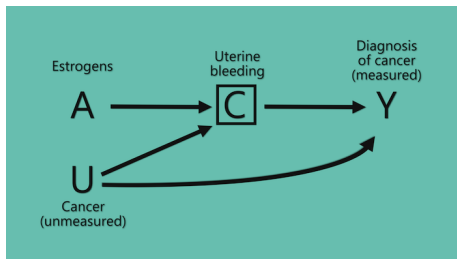 Estrogens
A
Uterine
bleeding
C
Diagnosis
of cancer
(measured)
Y
U
Cancer
(unmeasured)